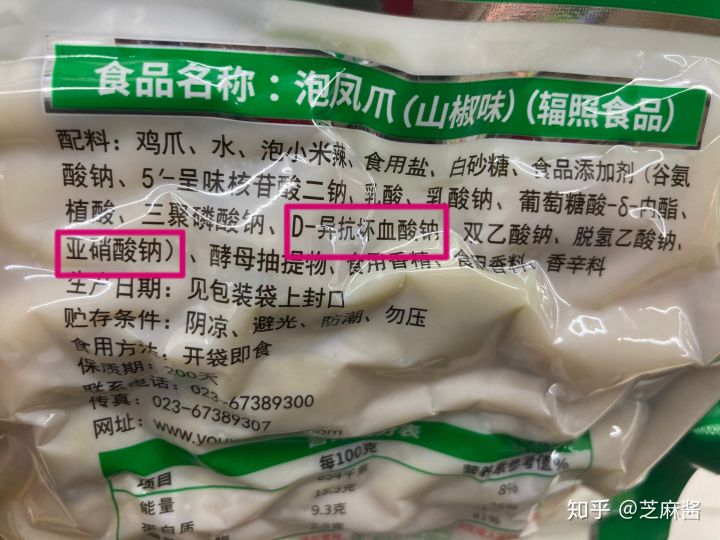 食品名称：泡凤爪（山椒味）（辐照食品）
配料：鸡爪、水、泡小米辣、食用盐、白砂糖、食品添加剂（谷氨
酸钠、5'-呈味核苷酸二钠、乳酸、乳酸钠、葡萄糖酸-δ-内酯、
植酸、三聚磷酸钠、D-异抗坏血酸钠、双乙酸钠、脱氢乙酸钠、
亚硝酸钠）、酵母抽提物、食用香精、食用香料、香辛料
生产日期：见包装袋上封口
贮存条件：阴凉、避光、防潮、勿压
食用方法：开袋即食
保质期：200天
联系电话：023-67389300
传真：023-67389307
网址：www.you
项目 每100克 营养素参考值%
能量 8%
9.3克
蛋白质
知乎 @芝麻酱